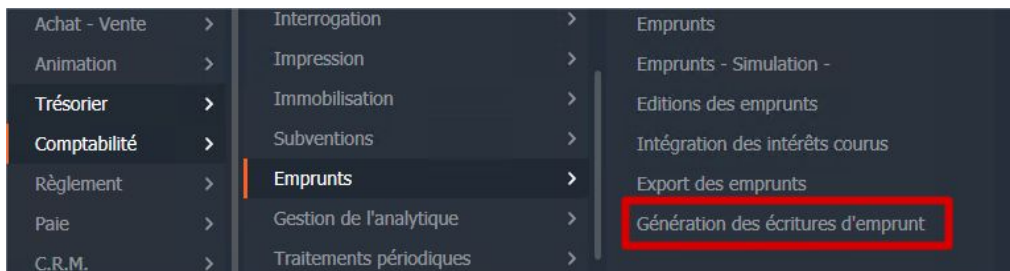 Achat - Vente
Animation
Trésorier
Comptabilité
Règlement
Paie
C.R.M.
Interrogation
Impression
Immobilisation
Subventions
Emprunts
Gestion de l'analytique
Traitements périodiques
Emprunts
Emprunts - Simulation -
Editions des emprunts
Intégration des intérêts courus
Export des emprunts
Génération des écritures d'emprunt